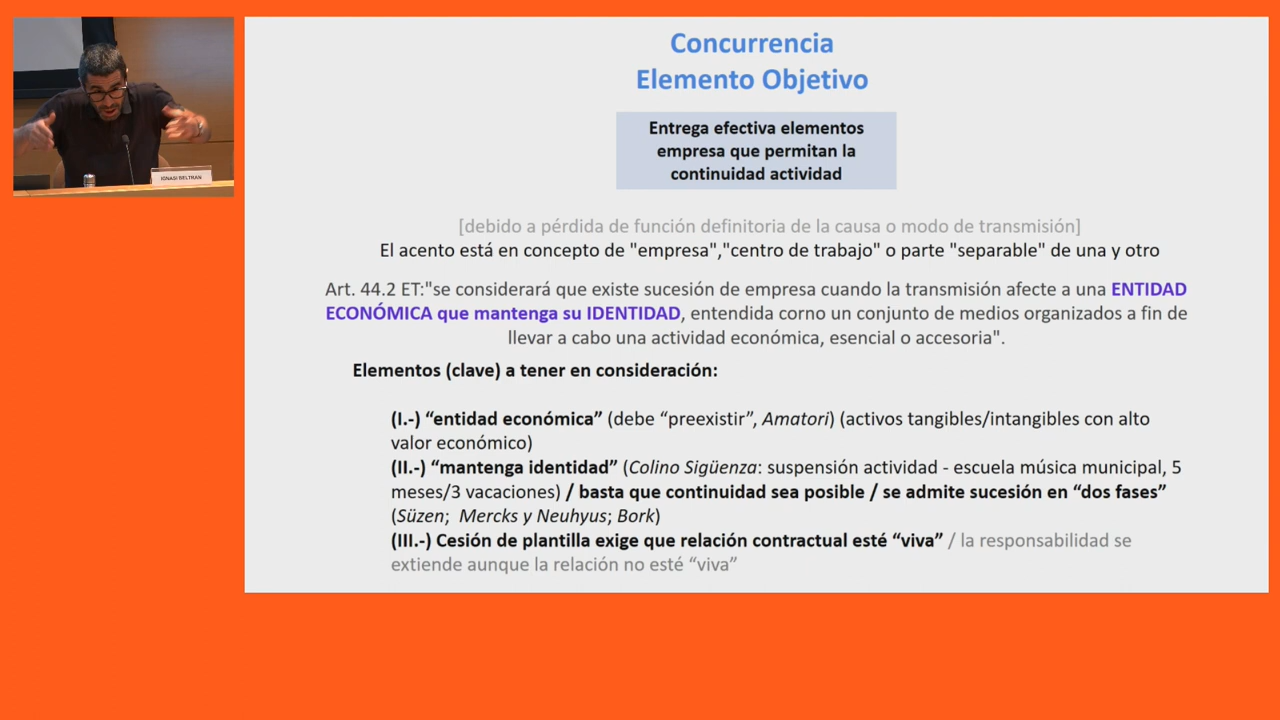 Concurrencia
Elemento Objetivo
Entrega efectiva elementos
empresa que permitan la
continuidad actividad
[debido a pérdida de función definitoria de la causa o modo de transmisión]
El acento está en concepto de "empresa","centro de trabajo" o parte "separable" de una y otro
Art. 44.2 ET:"se considerará que existe sucesión de empresa cuando la transmisión afecte a una ENTIDAD
ECONÓMICA que mantenga su IDENTIDAD, entendida corno un conjunto de medios organizados a fin de
llevar a cabo una actividad económica, esencial o accesoria".
Elementos (clave) a tener en consideración:
(I.-) “entidad económica” (debe “preexistir”, Amatori) (activos tangibles/intangibles con alto
valor económico)
(II.-) “mantenga identidad” (Colino Sigüenza: suspensión actividad - escuela música municipal, 5
meses/3 vacaciones) / basta que continuidad sea posible / se admite sucesión en “dos fases”
(Süzen; Mercks y Neuhyus; Bork)
(III.-) Cesión de plantilla exige que relación contractual esté “viva” / la responsabilidad se
extiende aunque la relación no esté “viva”
IGNASI BELTRAN